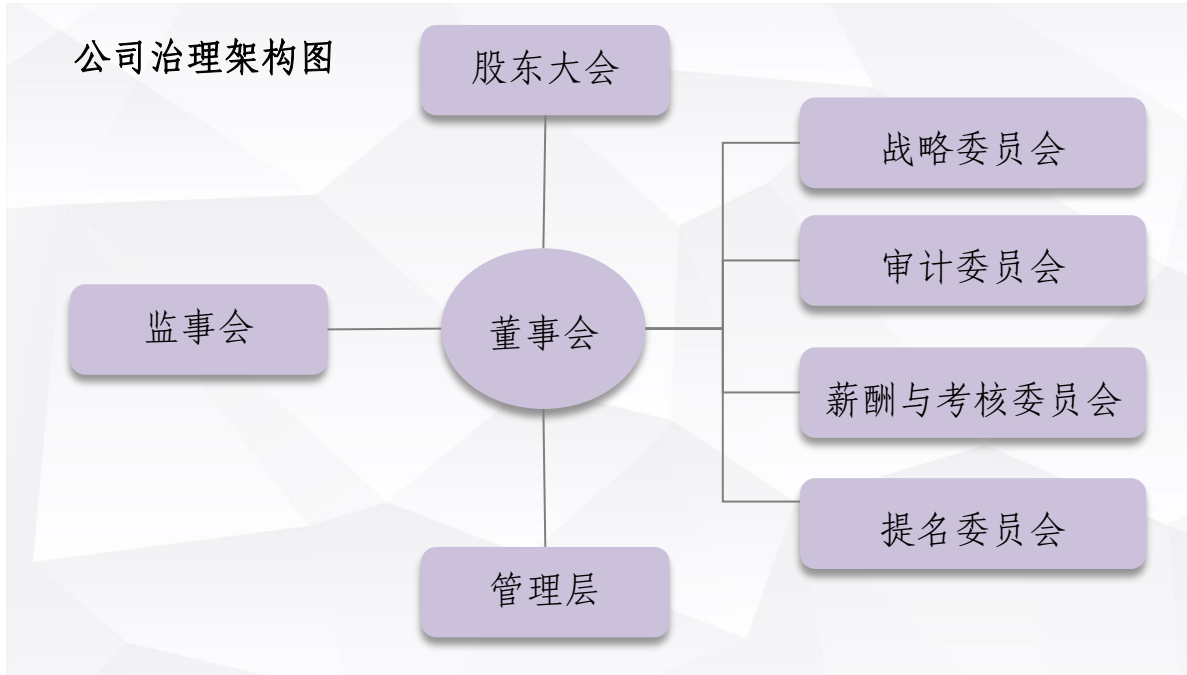 公司治理架构图
股东大会
战略委员会
审计委员会
监事会
董事会
薪酬与考核委员会
提名委员会
管理层